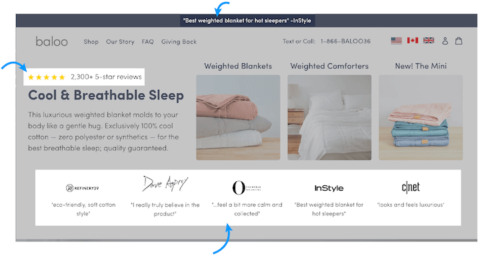 "Best weighted blanket for hot sleepers" -InStyle
baloo
Shop Our Story FAQ Giving Back
Text or Call: 1-866-BALOO36
2,300+ 5-star reviews
Cool & Breathable Sleep
This luxurious weighted blanket molds to your
body like a gentle hug. Exclusively 100% cool
cotton — zero polyester or synthetics — for the
best breathable sleep; quality guaranteed.
Weighted Blankets
Weighted Comforters
New! The Mini
REFINERY29
Dave Asprey
InStyle
c|net
"eco-friendly, soft cotton
style"
"I really truly believe in the
product"
"...feel a bit more calm and
collected"
"Best weighted blanket for
hot sleepers"
"looks and feels luxurious"